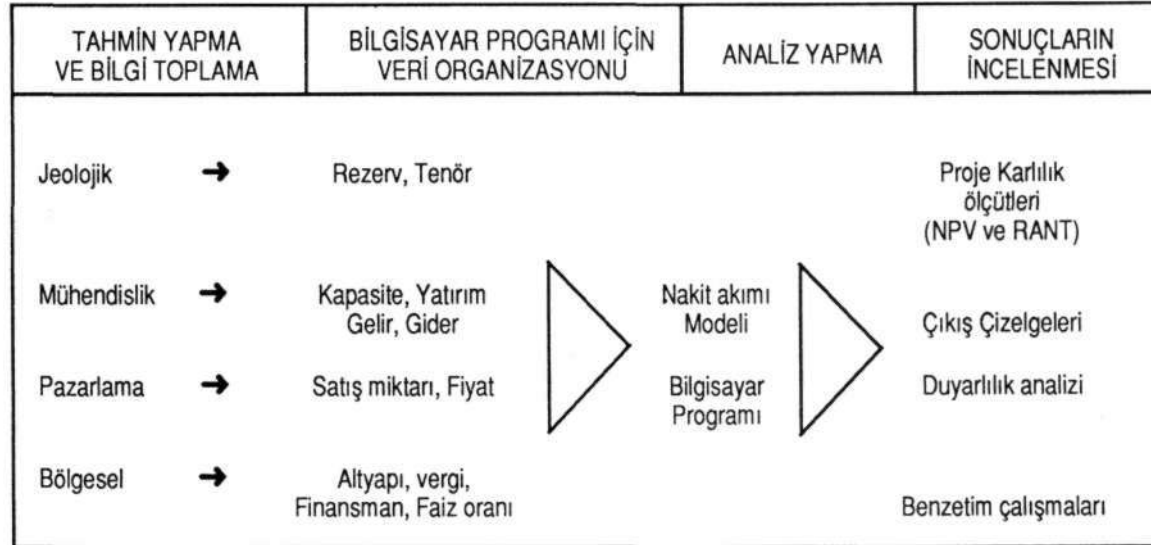 TAHMİN YAPMA
VE BİLGİ TOPLAMA
BİLGİSAYAR PROGRAMI İÇİN
VERİ ORGANİZASYONU
ANALİZ YAPMA
SONUÇLARIN
İNCELENMESİ
Jeolojik ➜ Rezerv, Tenör
Proje Karlılık
ölçütleri
(NPV ve RANT)
Mühendislik ➜ Kapasite, Yatırım
Gelir, Gider
Nakit akımı
Modeli
Çıkış Çizelgeleri
Pazarlama ➜ Satış miktarı, Fiyat
Bilgisayar
Programı
Duyarlılık analizi
Bölgesel ➜ Altyapı, vergi,
Finansman, Faiz oranı
Benzetim çalışmaları